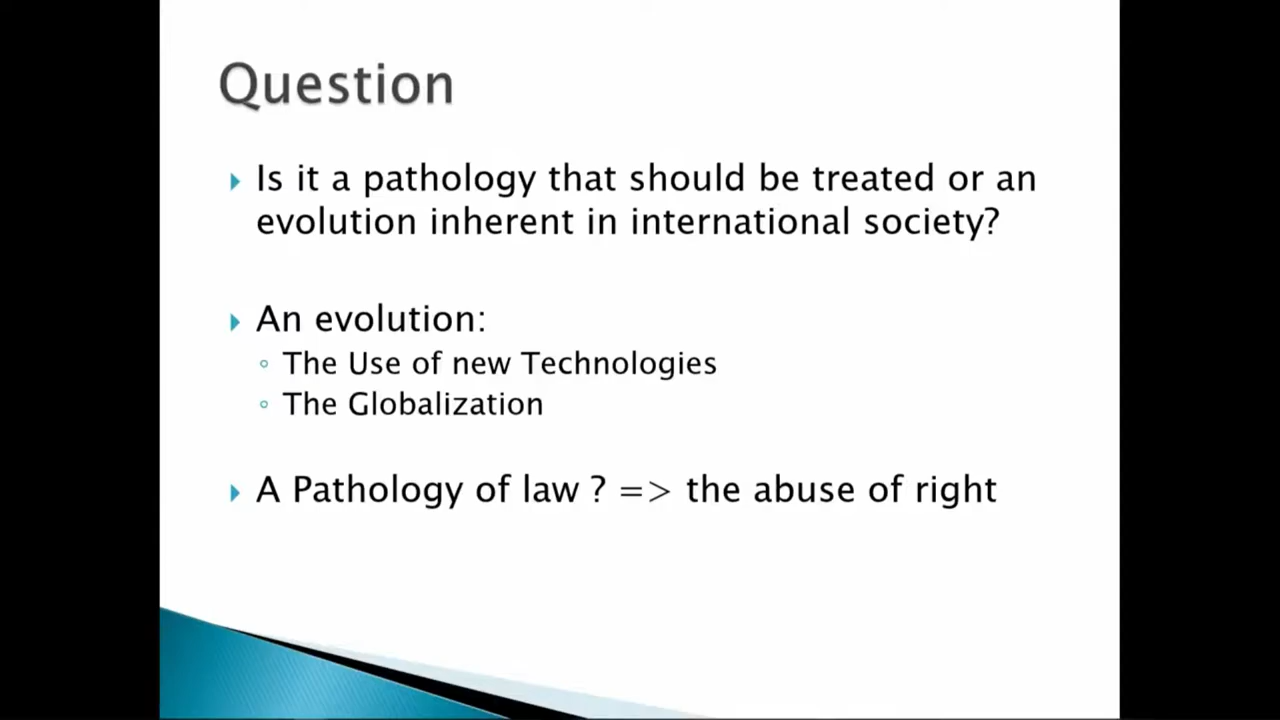 Question
Is it a pathology that should be treated or an
evolution inherent in international society?
An evolution:
The Use of new Technologies
The Globalization
A Pathology of law ? => the abuse of right